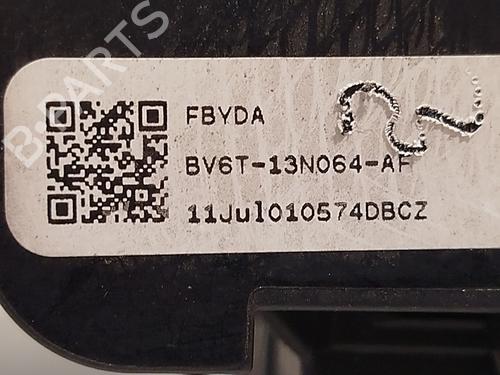 B-PARTS
FBYDA
BV6T-13N064-AF
11Jul010574DBCZ